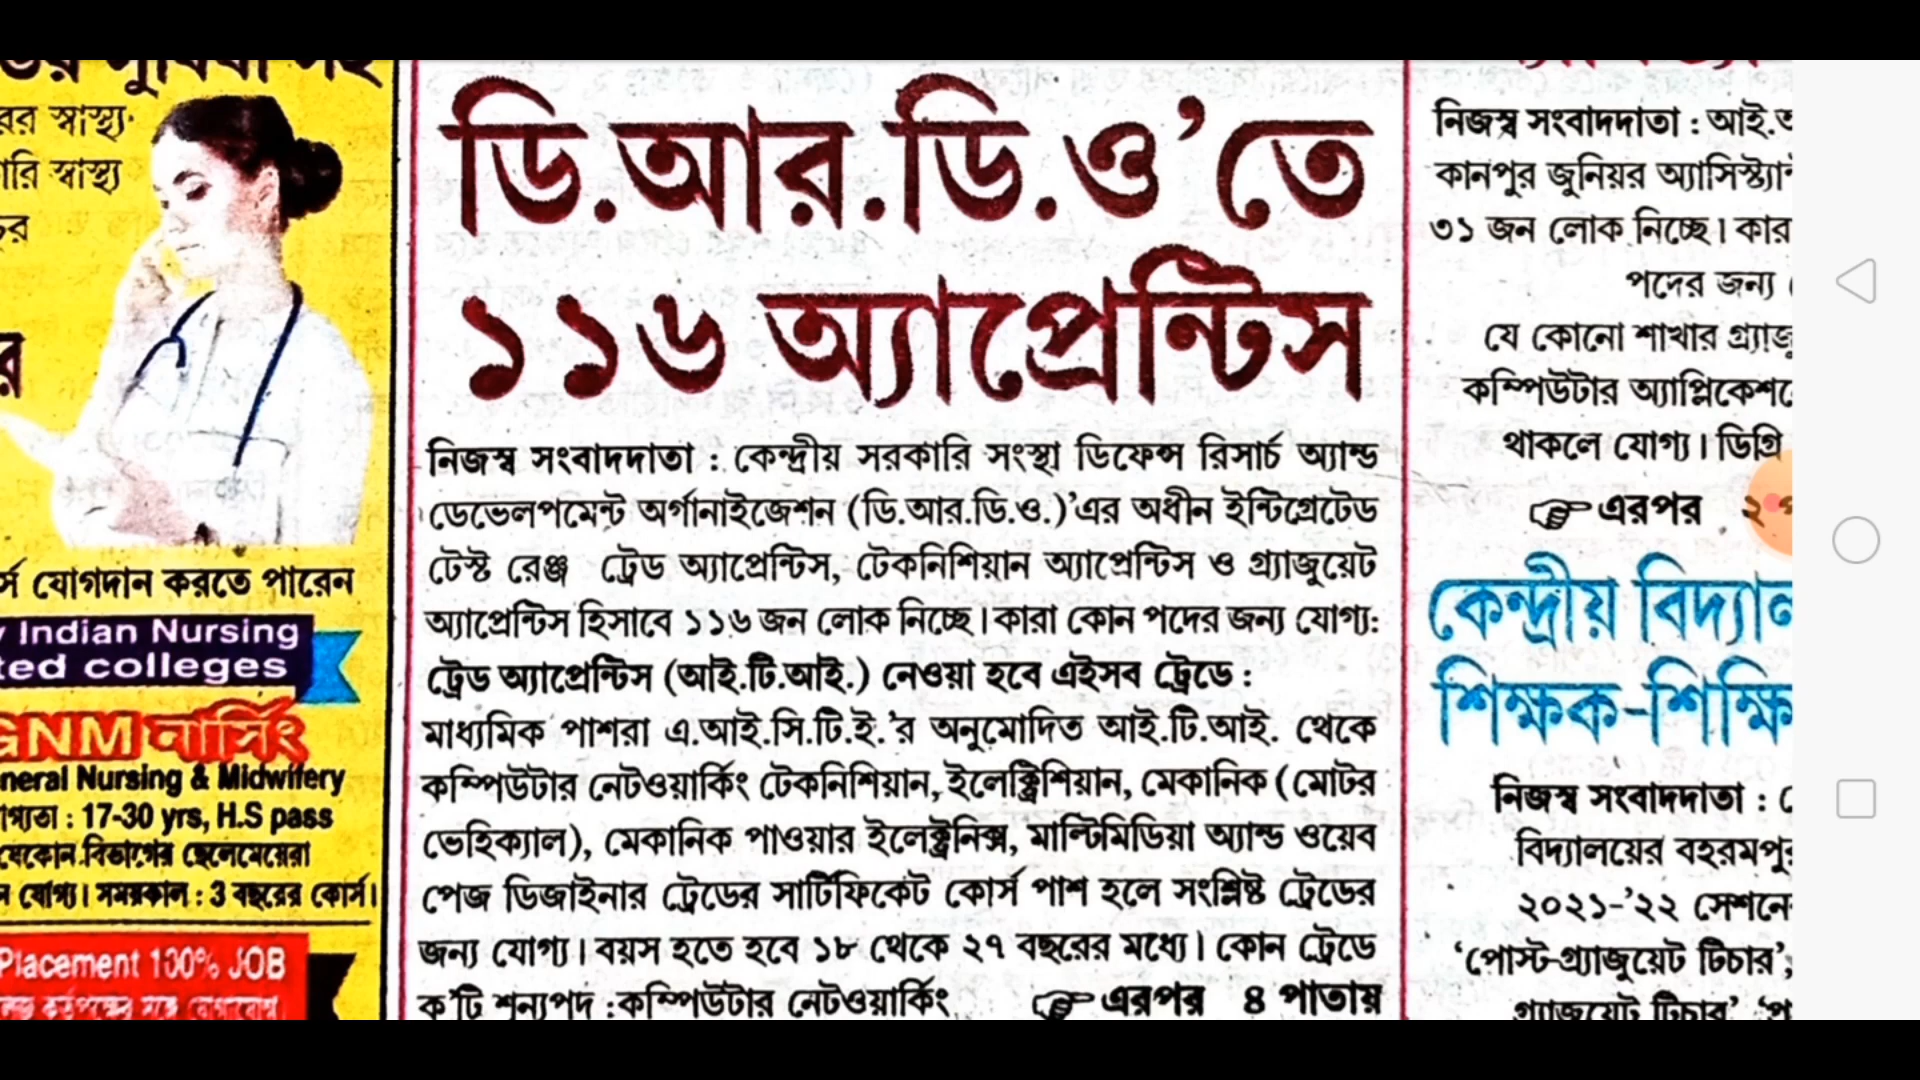 স্বাস্থ্য
স্বাস্থ্য
যোগদান করতে পারেন
Indian Nursing
colleges
GNM নার্সিং
Nursing & Midwifery
: 17-30 yrs, H.S pass
ছেলেমেয়েরা
যোগ্য। সময়কাল : 3 বছরের কোর্স।
Placement 100% JOB
ডি.আর.ডি.ও'তে
১১৬ অ্যাপ্রেন্টিস
নিজস্ব সংবাদদাতা : কেন্দ্রীয় সরকারি সংস্থা ডিফেন্স রিসার্চ অ্যান্ড
ডেভেলপমেন্ট অর্গানাইজেশন (ডি.আর.ডি.ও.)'এর অধীন ইন্টিগ্রেটেড
টেস্ট রেঞ্জ ট্রেড অ্যাপ্রেন্টিস, টেকনিশিয়ান অ্যাপ্রেন্টিস ও গ্র্যাজুয়েট
অ্যাপ্রেন্টিস হিসাবে ১১৬ জন লোক নিচ্ছে। কারা কোন পদের জন্য যোগ্য:
ট্রেড অ্যাপ্রেন্টিস (আই.টি.আই.) নেওয়া হবে এইসব ট্রেডে :
মাধ্যমিক পাশরা এ.আই.সি.টি.ই.'র অনুমোদিত আই.টি.আই. থেকে
কম্পিউটার নেটওয়ার্কিং টেকনিশিয়ান, ইলেক্ট্রিশিয়ান, মেকানিক (মোটর
ভেহিক্যাল), মেকানিক পাওয়ার ইলেক্ট্রনিক্স, মাল্টিমিডিয়া অ্যান্ড ওয়েব
পেজ ডিজাইনার ট্রেডের সার্টিফিকেট কোর্স পাশ হলে সংশ্লিষ্ট ট্রেডের
জন্য যোগ্য। বয়স হতে হবে ১৮ থেকে ২৭ বছরের মধ্যে। কোন ট্রেডে
ক'টি শূন্যপদ :কম্পিউটার নেটওয়ার্কিং এরপর ৪ পাতায়
নিজস্ব সংবাদদাতা : আই.
কানপুর জুনিয়র
৩১ জন লোক নিচ্ছে।
পদের জন্য
যে কোনো শাখার
কম্পিউটার
থাকলে যোগ্য। ডিগ্রি
এরপর ২
কেন্দ্রীয়
শিক্ষক-
নিজস্ব সংবাদদাতা :
বিদ্যালয়ের
২০২১-'২২
'পোস্ট-গ্র্যাজুয়েট টিচার',
গ্র্যাজুয়েট টিচার'